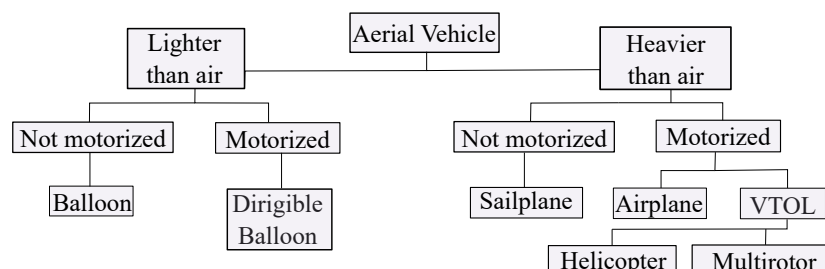 Aerial Vehicle
Lighter
than air
Heavier
than air
Not motorized
Motorized
Not motorized
Motorized
Balloon
Dirigible
Balloon
Sailplane
Airplane
VTOL
Helicopter
Multirotor